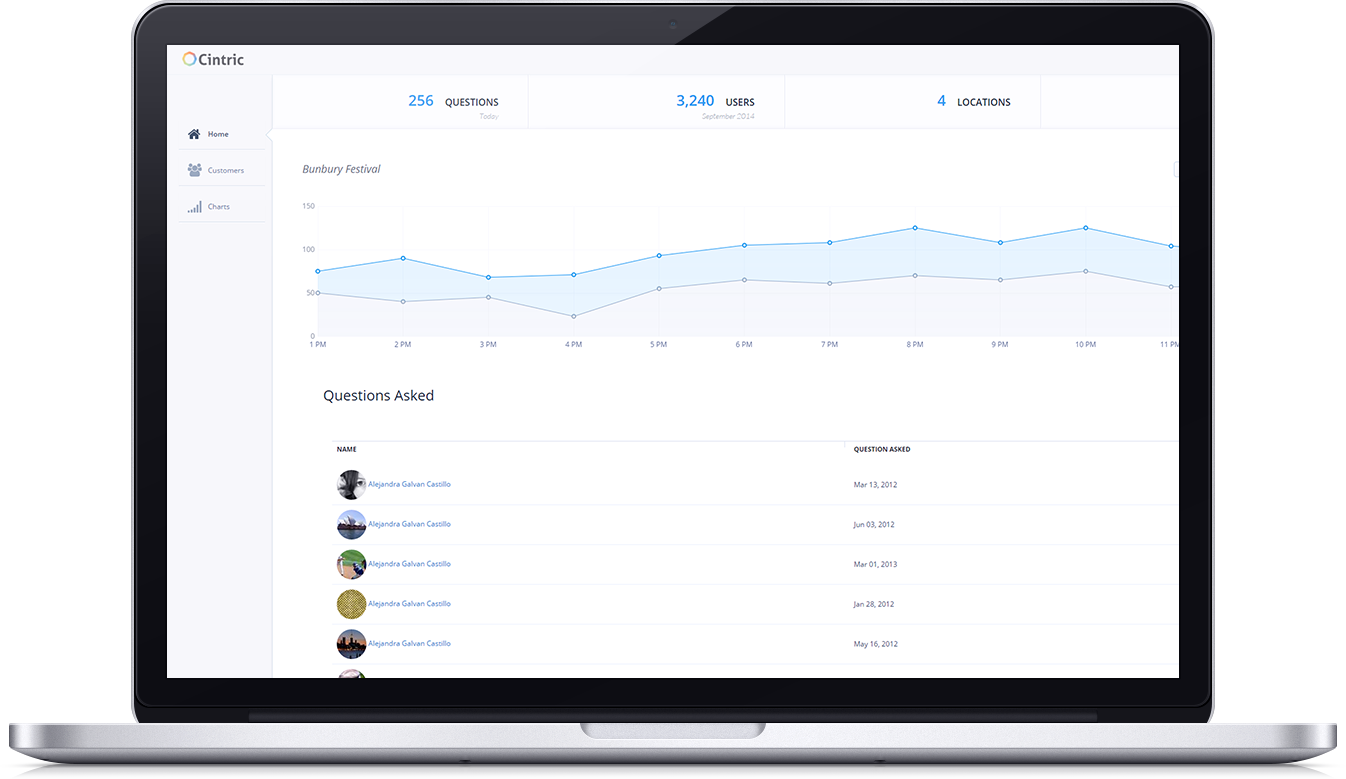 Cintric
256 QUESTIONS
Today
3,240 USERS
September 2014
4 LOCATIONS
Home
Customers
Charts
Bunbury Festival
150
100
50
0
1 PM 2 PM 3 PM 4 PM 5 PM 6 PM 7 PM 8 PM 9 PM 10 PM 11 PM
Questions Asked
NAME QUESTION ASKED
Alejandra Galvan Castillo Mar 13, 2012
Alejandra Galvan Castillo Jun 03, 2012
Alejandra Galvan Castillo Mar 01, 2013
Alejandra Galvan Castillo Jan 28, 2012
Alejandra Galvan Castillo May 16, 2012